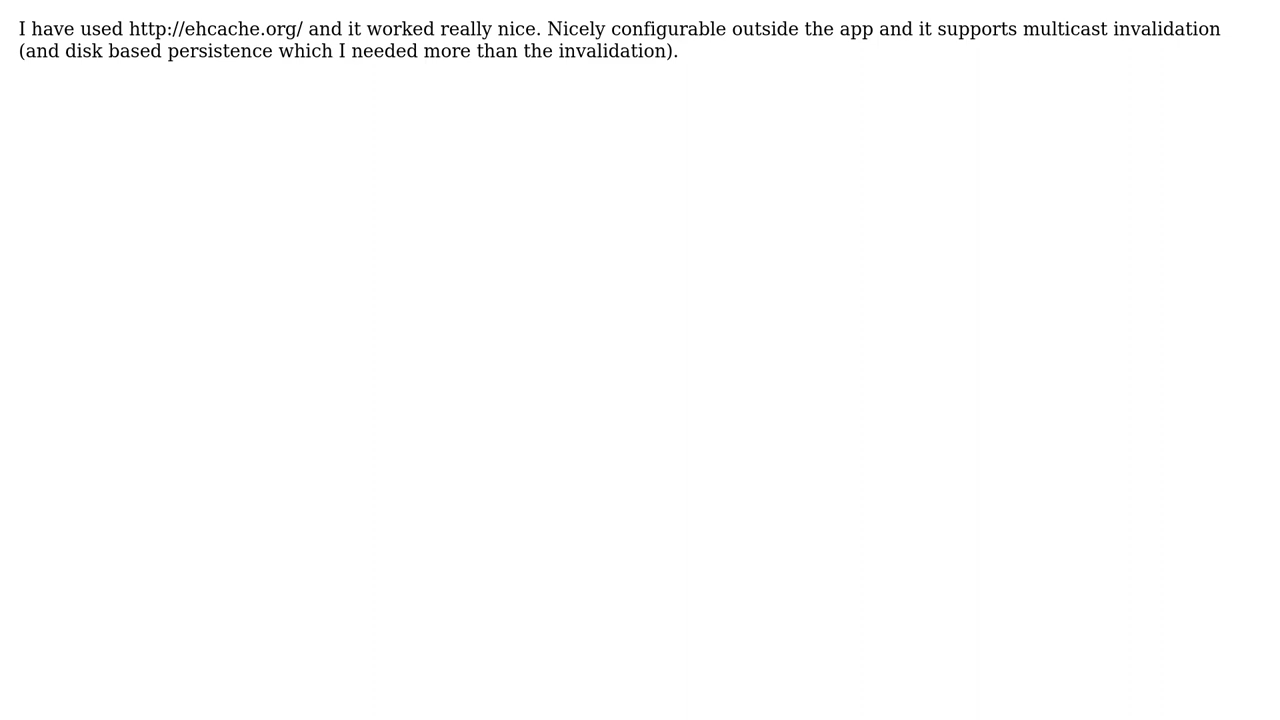 I have used http://ehcache.org/ and it worked really nice. Nicely configurable outside the app and it supports multicast invalidation
(and disk based persistence which I needed more than the invalidation).